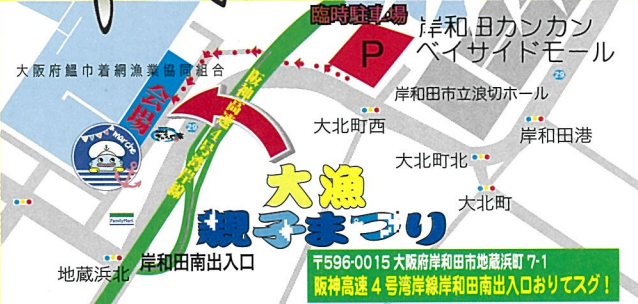 臨時駐車場
P
岸和田カンカン
ベイサイドモール
大阪府鰮巾着網漁業協同組合
会場
阪神高速4号湾岸線
29
岸和田市立浪切ホール
大北町西
岸和田港
大北町北
大北町
29
marche
FamilyMart
大漁
親子まつり
地蔵浜北
岸和田南出入口
〒596-0015 大阪府岸和田市地蔵浜町 7-1
阪神高速 4 号湾岸線岸和田南出入口おりてスグ！